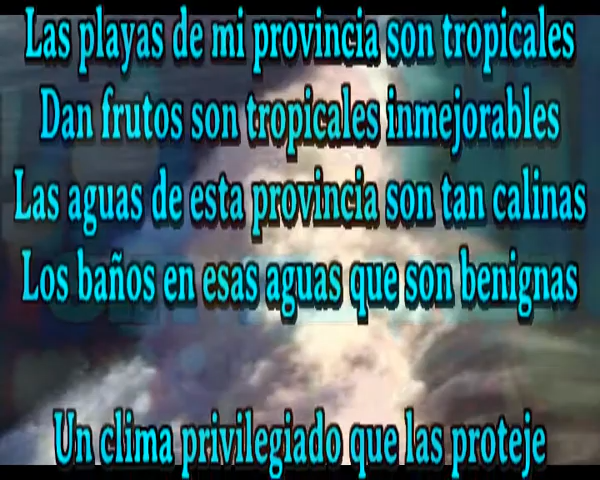 Las playas de mi provincia son tropicales
Dan frutos son tropicales inmejorables
Las aguas de esta provincia son tan calinas
Los baños en esas aguas que son benignas
Un clima privilegiado que las proteje